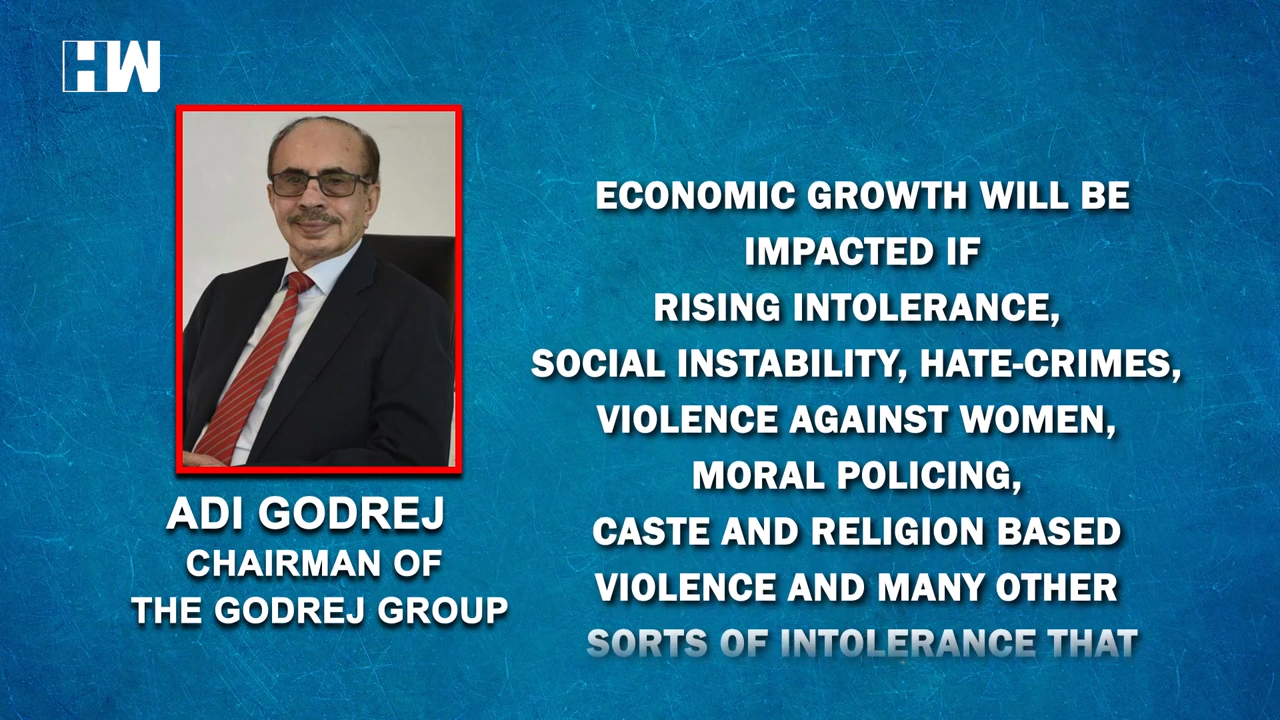 HW
ADI GODREJ
CHAIRMAN OF
THE GODREJ GROUP
ECONOMIC GROWTH WILL BE
IMPACTED IF
RISING INTOLERANCE,
SOCIAL INSTABILITY, HATE-CRIMES,
VIOLENCE AGAINST WOMEN,
MORAL POLICING,
CASTE AND RELIGION BASED
VIOLENCE AND MANY OTHER
SORTS OF INTOLERANCE THAT